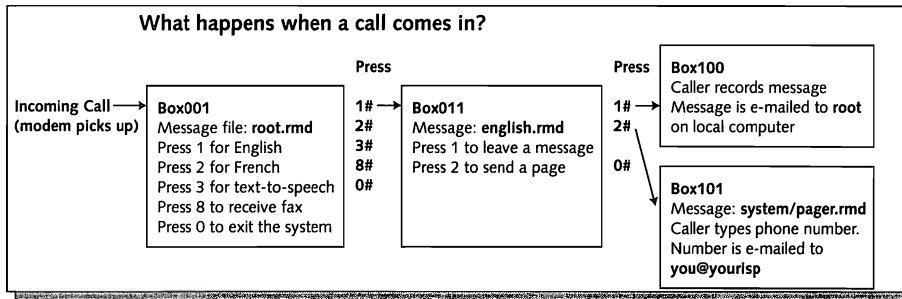 What happens when a call comes in?
Incoming Call
(modem picks up)
Box001
Message file: root.rmd
Press 1 for English
Press 2 for French
Press 3 for text-to-speech
Press 8 to receive fax
Press 0 to exit the system
Press
1#
2#
3#
8#
0#
Box011
Message: english.rmd
Press 1 to leave a message
Press 2 to send a page
Press
1#
2#
0#
Box100
Caller records message
Message is e-mailed to root
on local computer
Box101
Message: system/pager.rmd
Caller types phone number.
Number is e-mailed to
you@yourisp